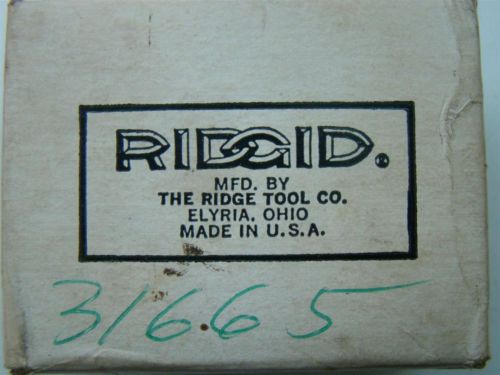 RIDGID.®
MFD. BY
THE RIDGE TOOL CO.
ELYRIA, OHIO
MADE IN U.S.A.
31665